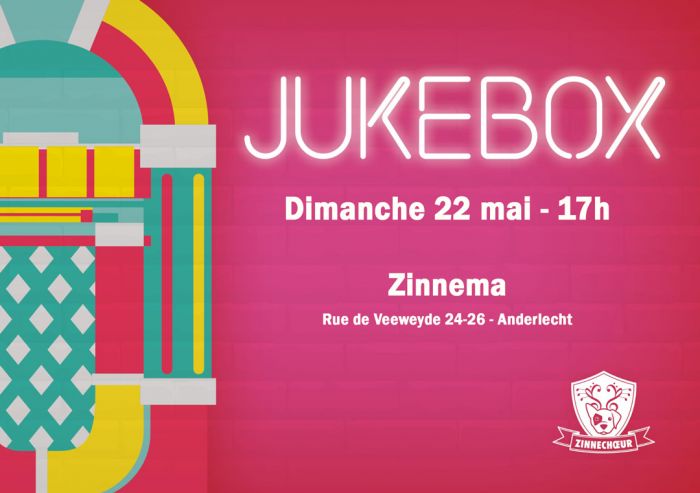 JUKEBOX
Dimanche 22 mai - 17h
Zinnema
Rue de Veeweyde 24-26 - Anderlecht
ZINNECHŒUR